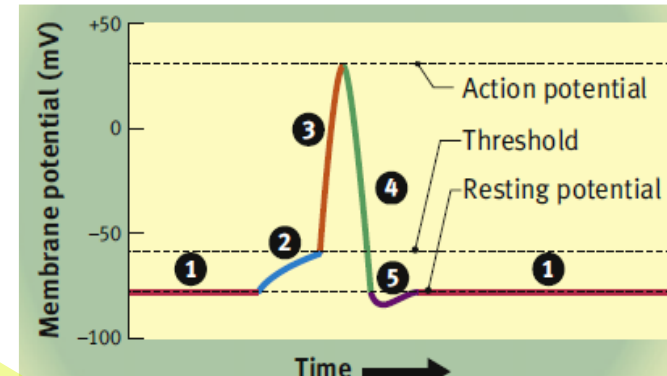 Membrane potential (mV)
+50
0
−50
−100
Action potential
Threshold
Resting potential
1
2
3
4
5
1
Time